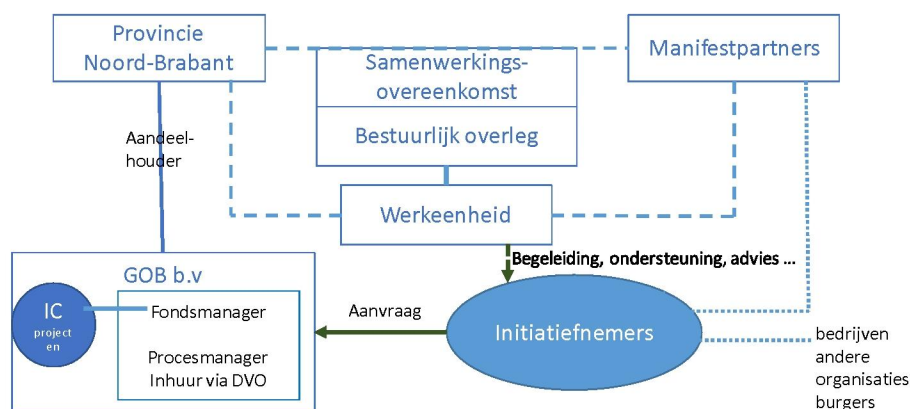 Provincie
Noord-Brabant
Samenwerkings-
overeenkomst
Bestuurlijk overleg
Manifestpartners
Aandeel-
houder
Werkeenheid
Begeleiding, ondersteuning, advies ...
GOB b.v
IC
project
en
Fondsmanager
Procesmanager
Inhuur via DVO
Aanvraag
Initiatiefnemers
bedrijven
andere
organisaties
burgers